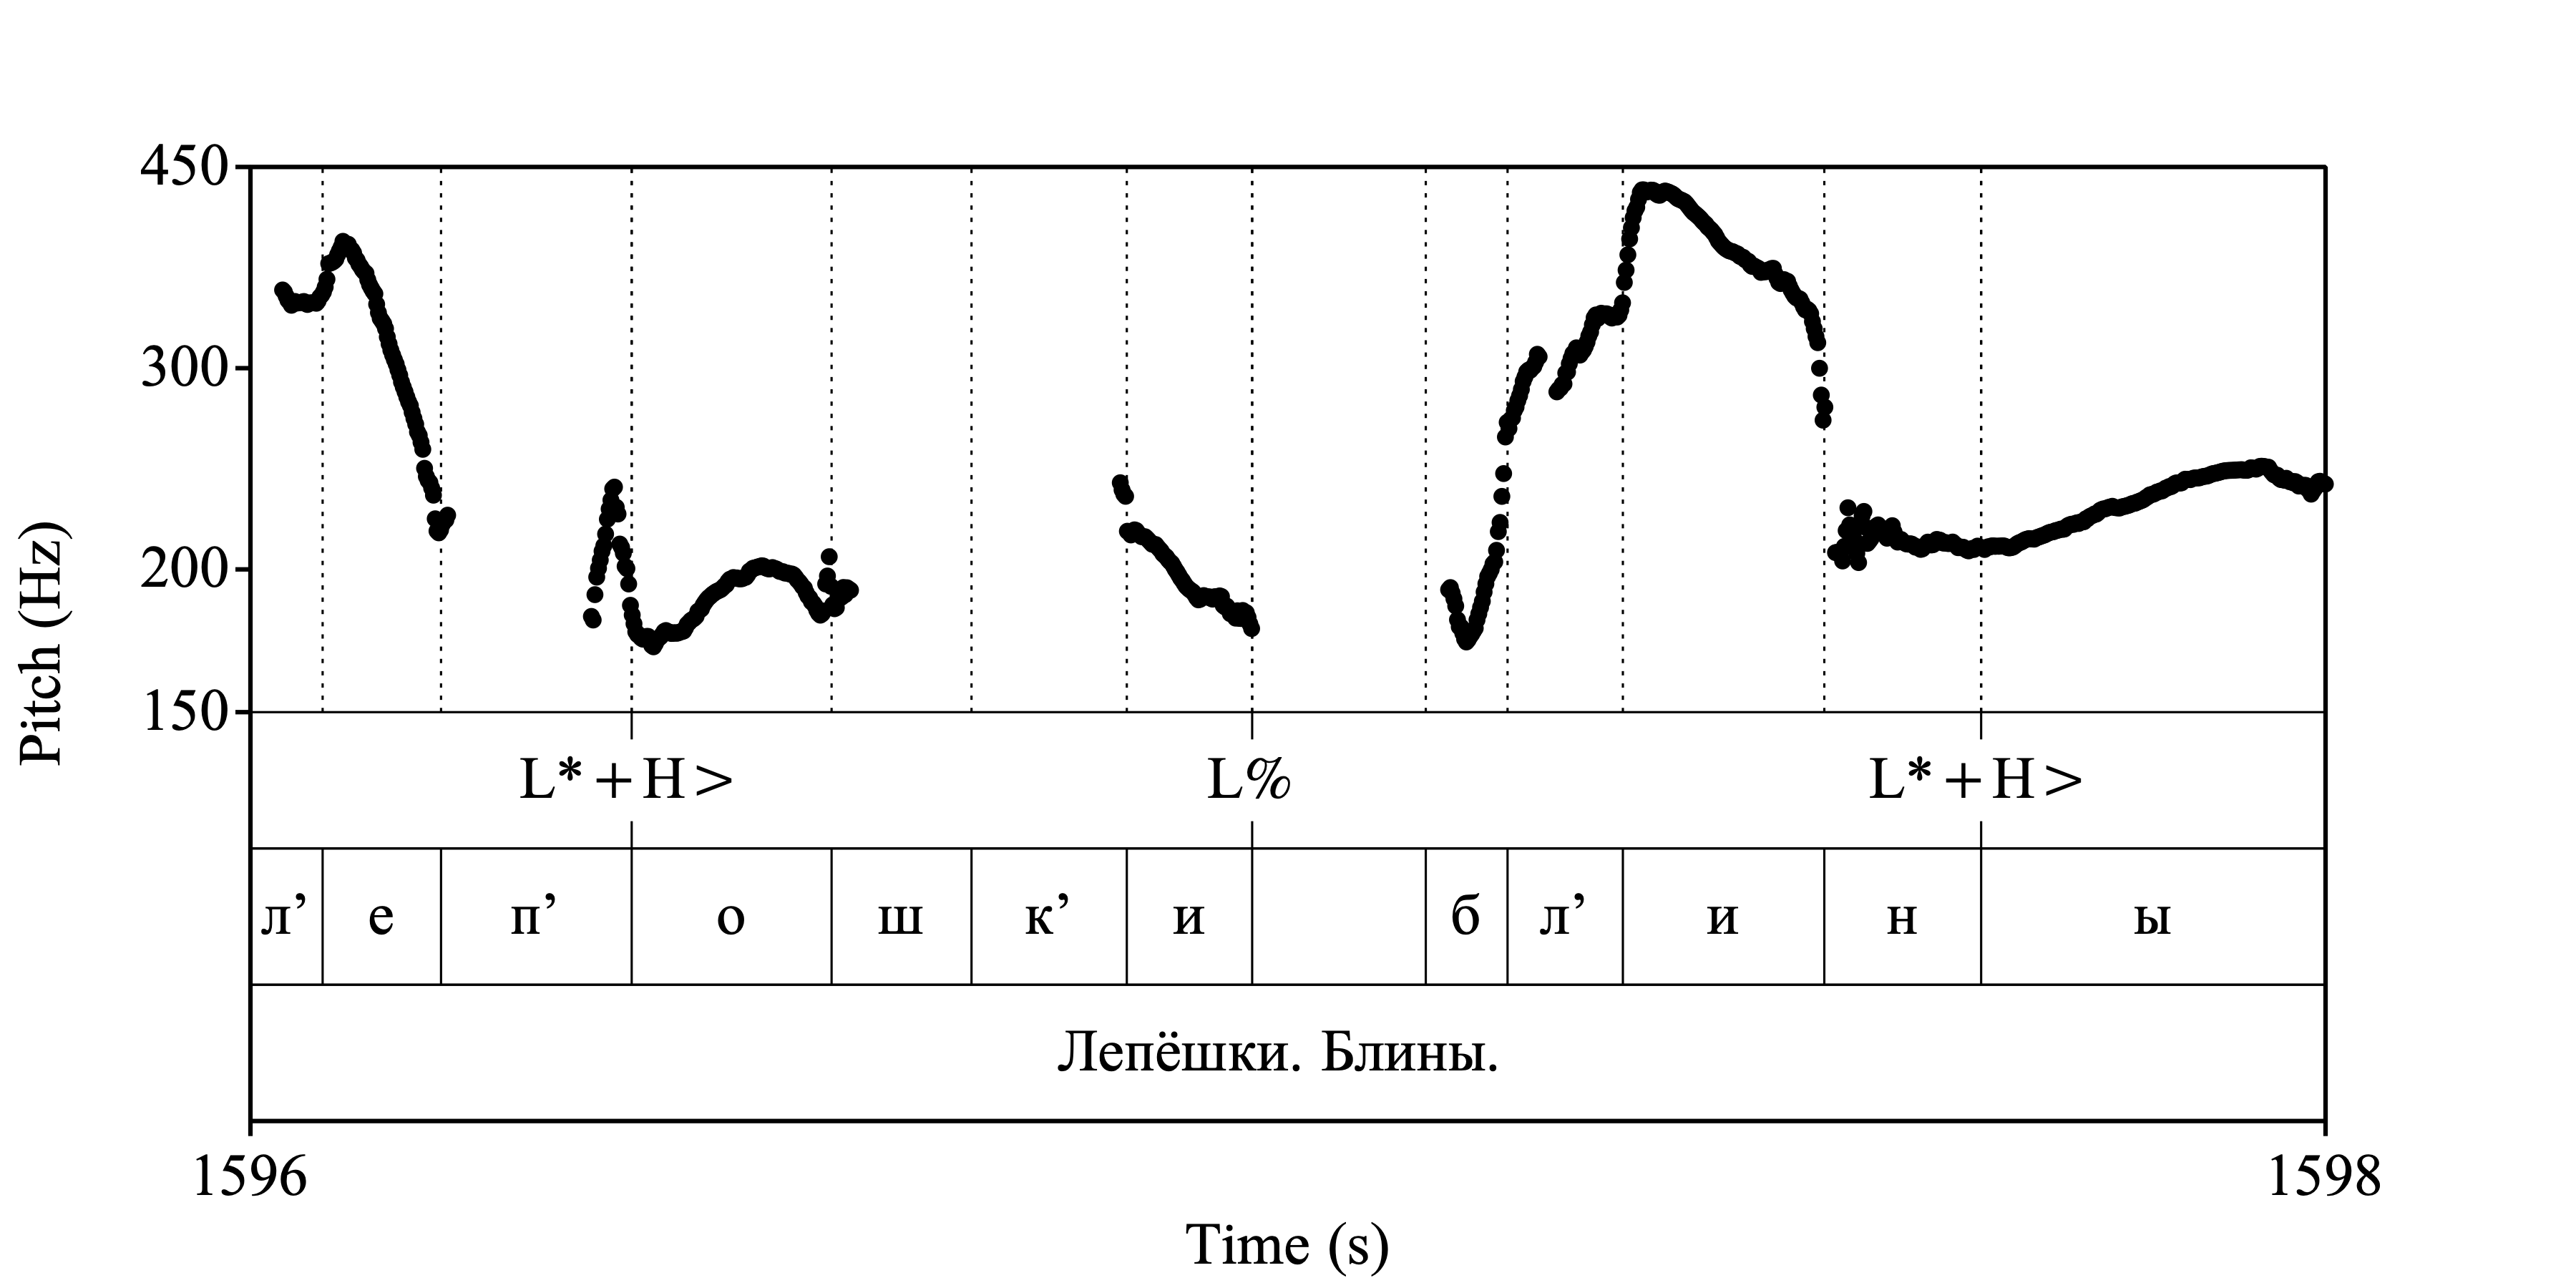 Pitch (Hz)
450
300
200
150
L*+H> L% L*+H>
л’ е п’ о ш к’ и б л’ и н ы
Лепёшки. Блины.
1596 1598
Time (s)